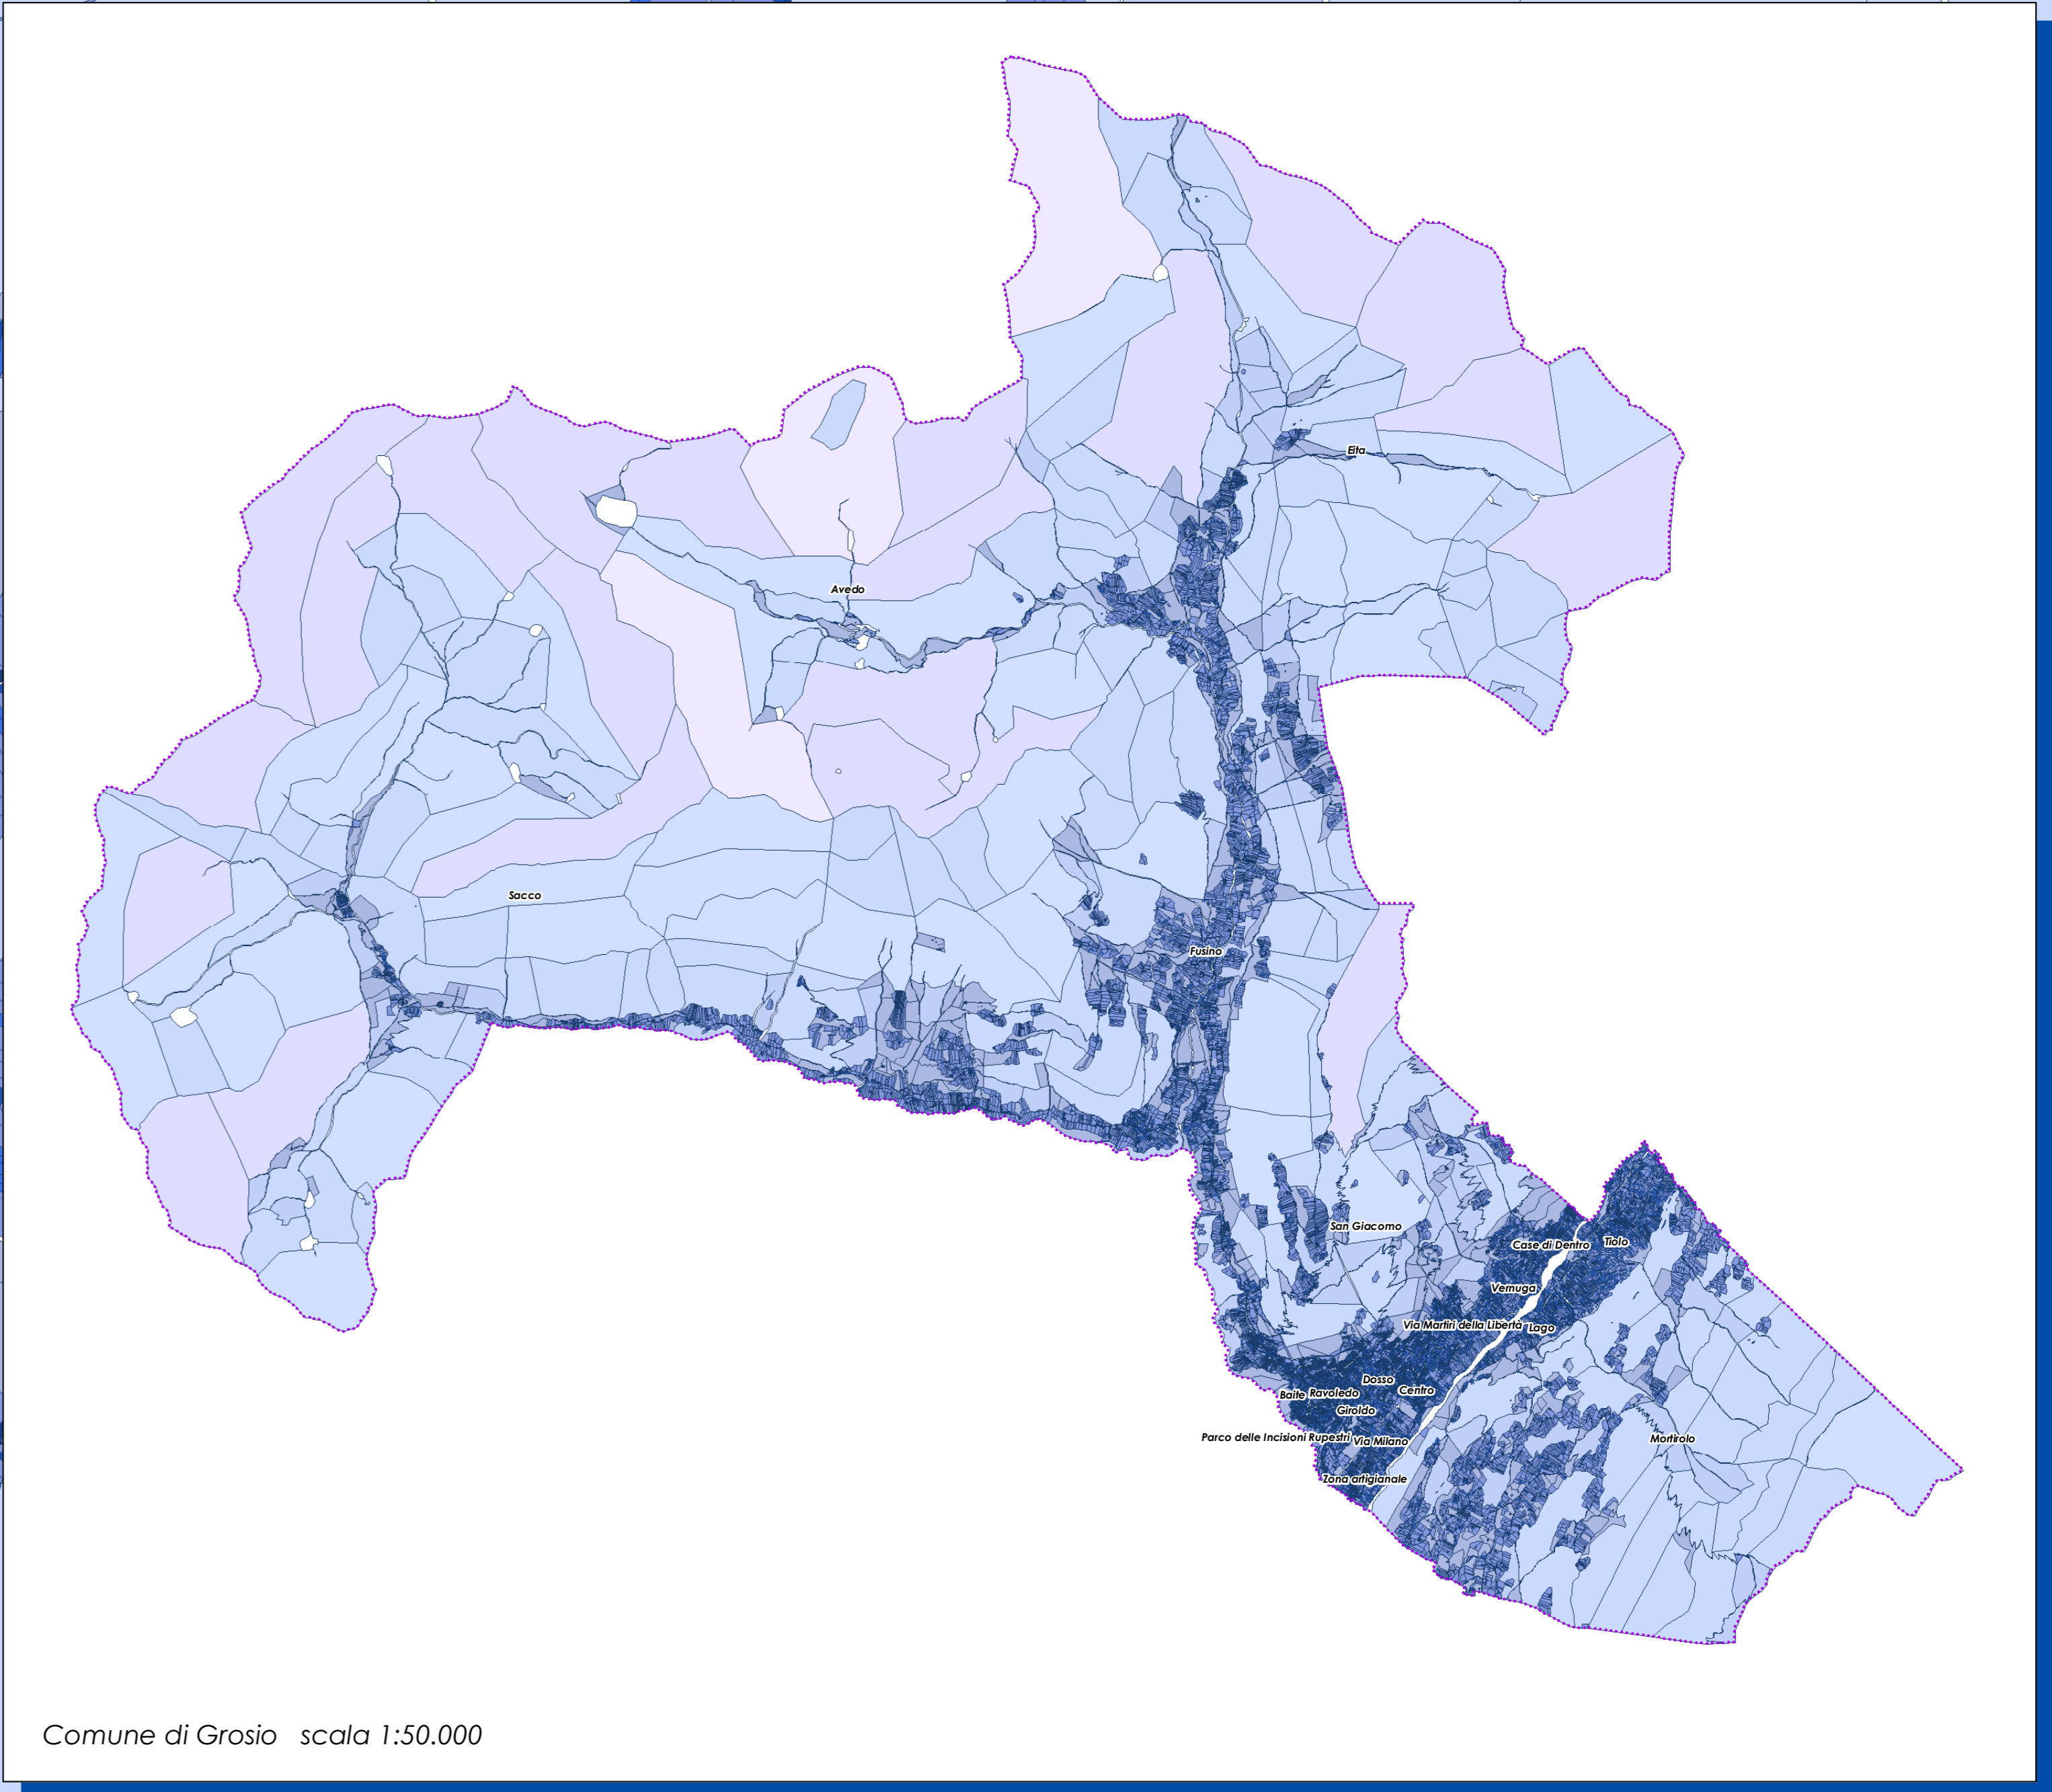 Eita
Avedo
Sacco
Fusino
San Giacomo
Case di Dentro
Tiolo
Vernuga
Via Martiri della Libertà
Lago
Dosso
Baite
Ravoledo
Centro
Giroldo
Parco delle Incisioni Rupestri
Via Milano
Mortirolo
Zona artigianale
Comune di Grosio scala 1:50.000